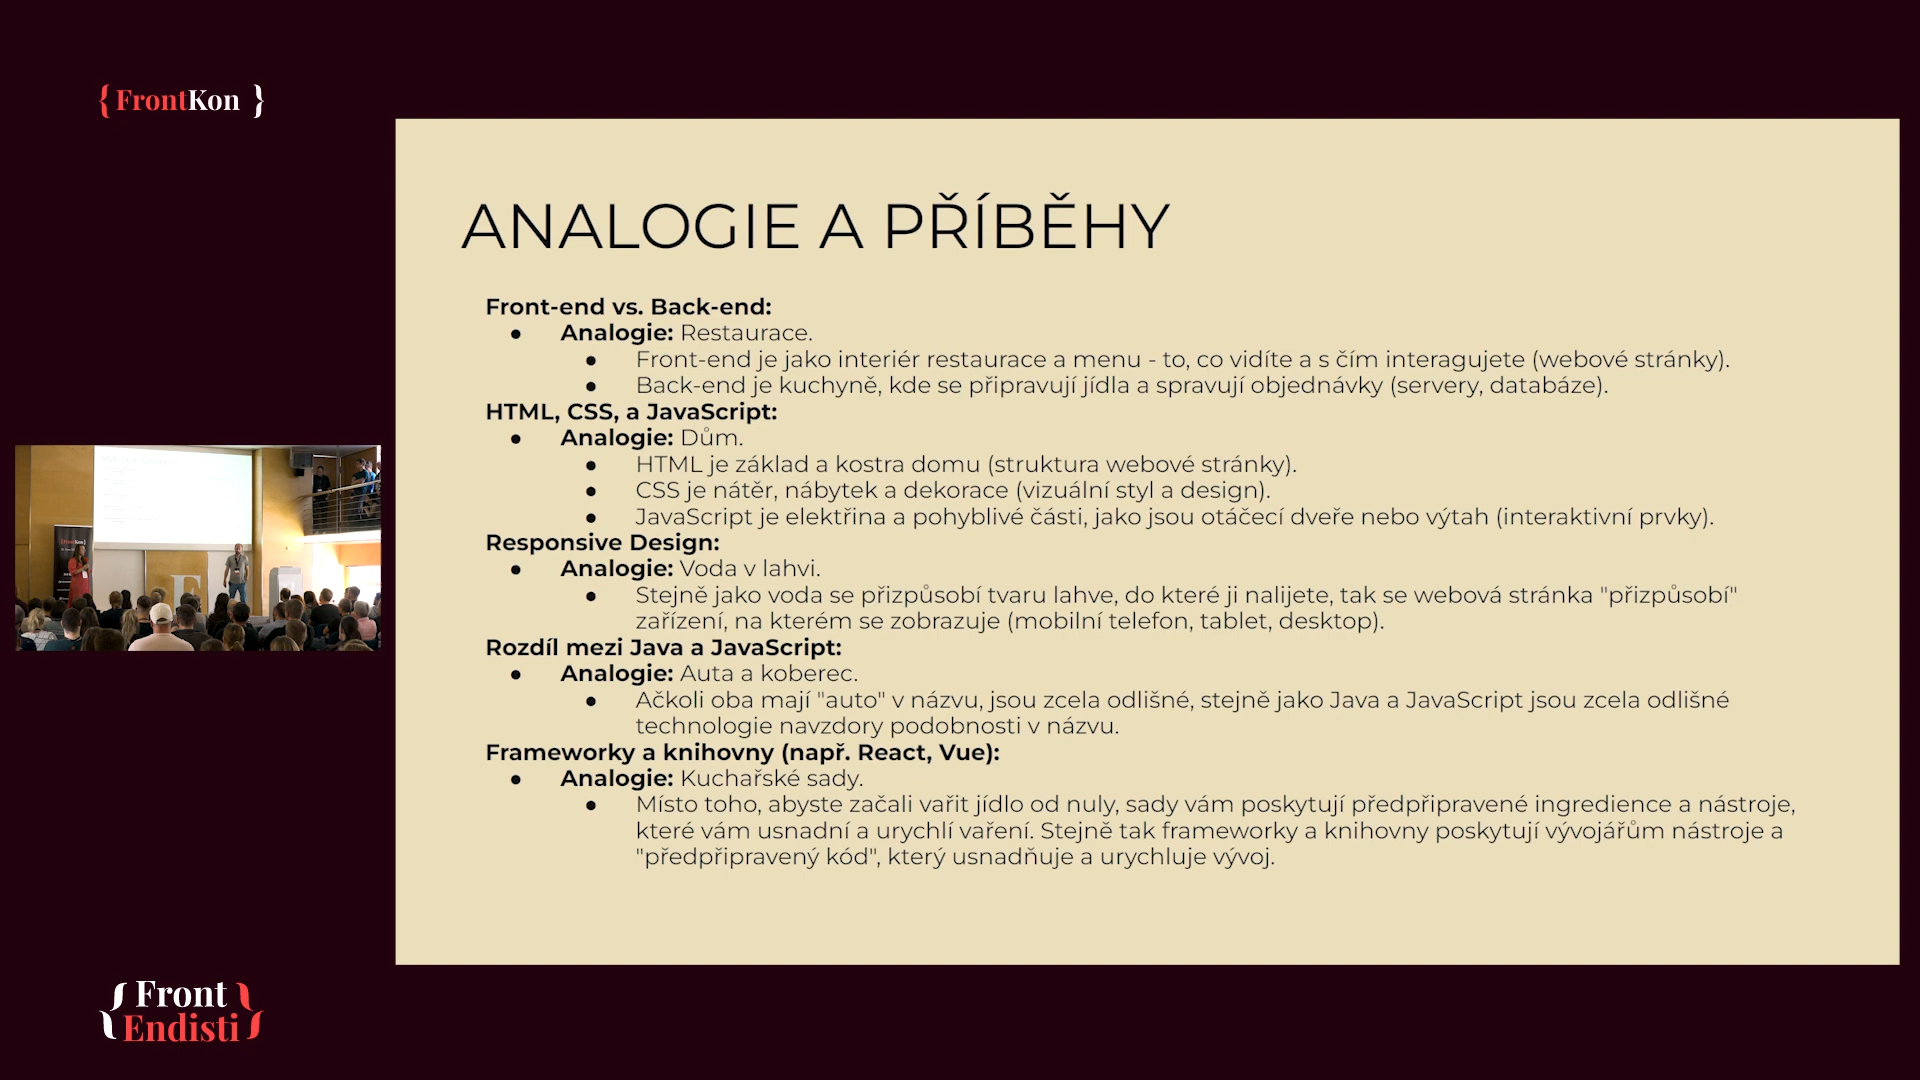 { FrontKon }
ANALOGIE A PŘÍBĚHY
Front-end vs. Back-end:
● Analogie: Restaurace.
● Front-end je jako interiér restaurace a menu - to, co vidíte a s čím interagujete (webové stránky).
● Back-end je kuchyně, kde se připravují jídla a spravují objednávky (servery, databáze).
HTML, CSS, a JavaScript:
● Analogie: Dům.
● HTML je základ a kostra domu (struktura webové stránky).
● CSS je nátěr, nábytek a dekorace (vizuální styl a design).
● JavaScript je elektřina a pohyblivé části, jako jsou otáčecí dveře nebo výtah (interaktivní prvky).
Responsive Design:
● Analogie: Voda v lahvi.
● Stejně jako voda se přizpůsobí tvaru lahve, do které ji nalijete, tak se webová stránka "přizpůsobí"
zařízení, na kterém se zobrazuje (mobilní telefon, tablet, desktop).
Rozdíl mezi Java a JavaScript:
● Analogie: Auta a koberec.
● Ačkoli oba mají "auto" v názvu, jsou zcela odlišné, stejně jako Java a JavaScript jsou zcela odlišné
technologie navzdory podobnosti v názvu.
Frameworky a knihovny (např. React, Vue):
● Analogie: Kuchařské sady.
● Místo toho, abyste začali vařit jídlo od nuly, sady vám poskytují předpřipravené ingredience a nástroje,
které vám usnadní a urychlí vaření. Stejně tak frameworky a knihovny poskytují vývojářům nástroje a
"předpřipravený kód", který usnadňuje a urychluje vývoj.
{ Front }
{ Endisti }